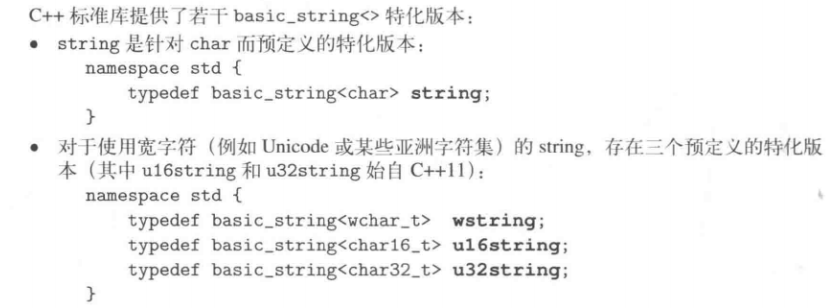 C++ 标准库提供了若干 basic_string<> 特化版本：
• string 是针对 char 而预定义的特化版本：
namespace std {
    typedef basic_string<char> string;
}
• 对于使用宽字符（例如 Unicode 或某些亚洲字符集）的 string，存在三个预定义的特化版
本（其中 u16string 和 u32string 始自 C++11）：
namespace std {
    typedef basic_string<wchar_t>  wstring;
    typedef basic_string<char16_t> u16string;
    typedef basic_string<char32_t> u32string;
}